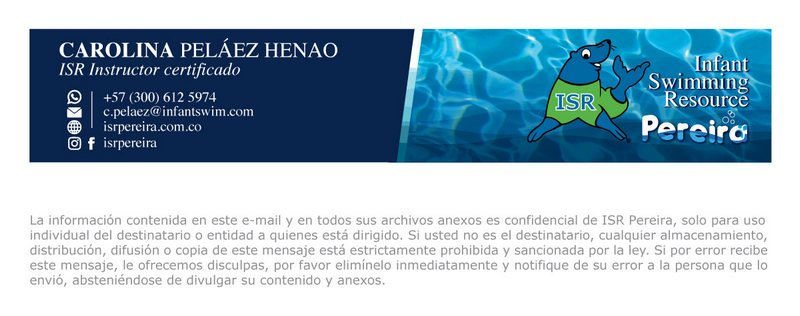 CAROLINA PELÁEZ HENAO
ISR Instructor certificado
+57 (300) 612 5974
c.pelaez@infantswim.com
isrpereira.com.co
isrpereira
ISR
Infant
Swimming
Resource
Pereira
La información contenida en este e-mail y en todos sus archivos anexos es confidencial de ISR Pereira, solo para uso
individual del destinatario o entidad a quienes está dirigido. Si usted no es el destinatario, cualquier almacenamiento,
distribución, difusión o copia de este mensaje está estrictamente prohibida y sancionada por la ley. Si por error recibe
este mensaje, le ofrecemos disculpas, por favor elimínelo inmediatamente y notifique de su error a la persona que lo
envió, absteniéndose de divulgar su contenido y anexos.